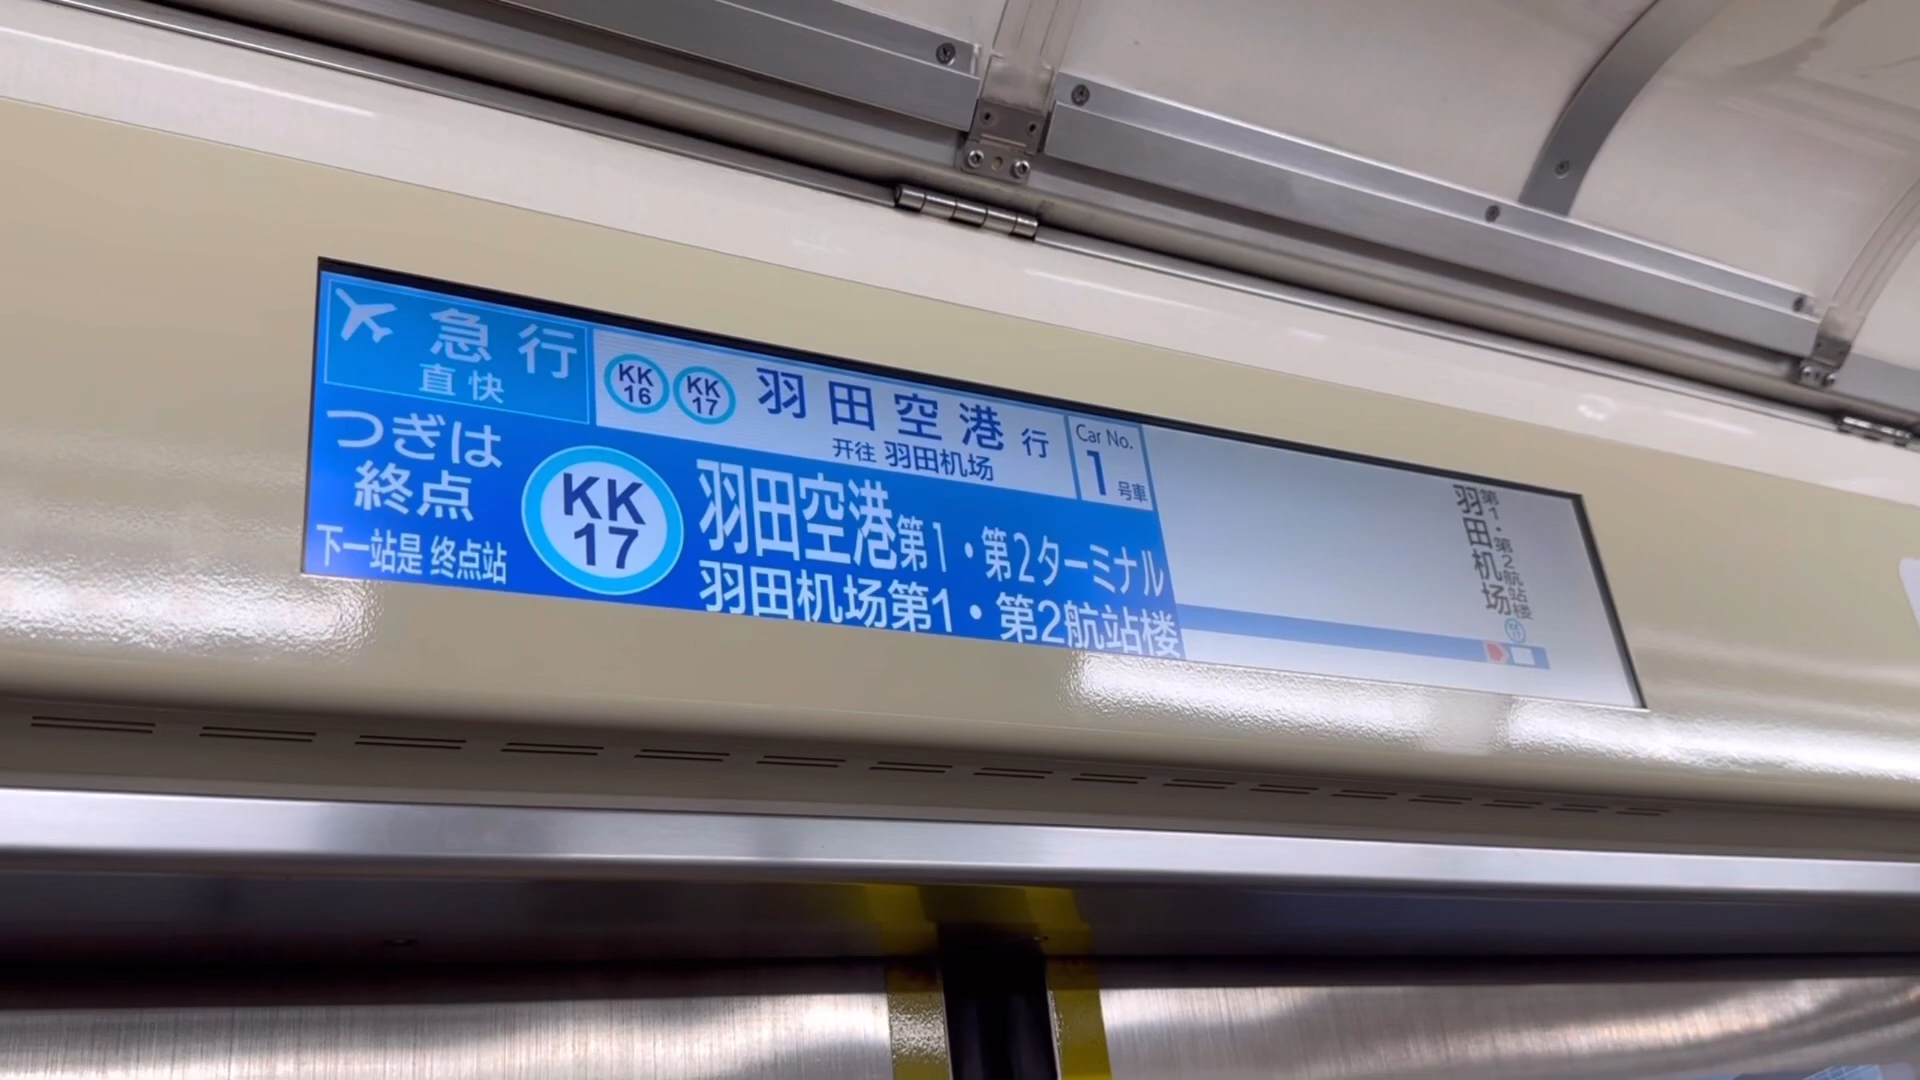 急行
直快
KK
16
KK
17
羽田空港 行
开往 羽田机场
Car No.
1号車
つぎは
終点
下一站是 终点站
KK
17
羽田空港第1・第2ターミナル
羽田机场第1・第2航站楼
第1・第2航站楼
羽田机场